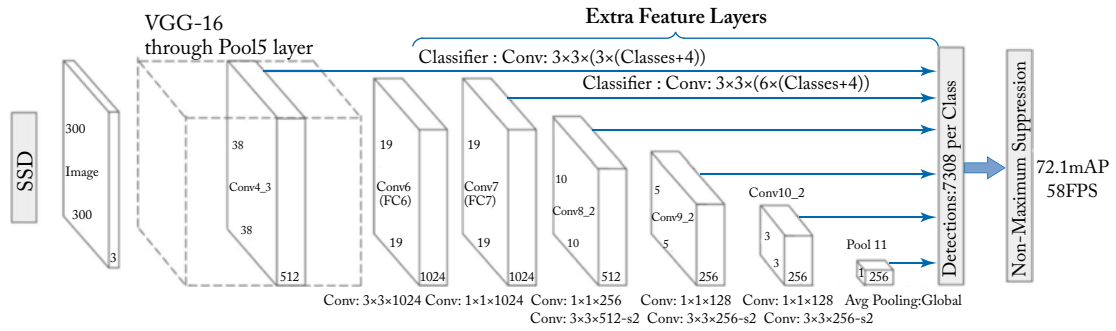 Extra Feature Layers
VGG-16
through Pool5 layer
Classifier : Conv: 3×3×(3×(Classes+4))
Classifier : Conv: 3×3×(6×(Classes+4))
SSD
300
Image
300
3
38
Conv4_3
38
512
19
Conv6
(FC6)
19
1024
19
Conv7
(FC7)
19
1024
10
Conv8_2
10
512
5
Conv9_2
5
256
Conv10_2
3
3
256
Pool 11
1
256
Detections:7308 per Class
Non-Maximum Suppression
72.1mAP
58FPS
Conv: 3×3×1024
Conv: 1×1×1024
Conv: 1×1×256
Conv: 3×3×512-s2
Conv: 1×1×128
Conv: 3×3×256-s2
Conv: 1×1×128
Conv: 3×3×256-s2
Avg Pooling:Global